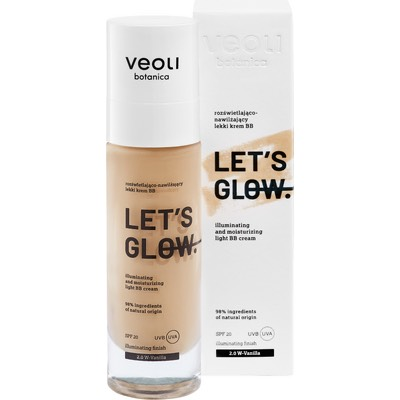 VEOLI
botanica
rozświetlająco-nawilżający
lekki krem BB
LET'S
GLOW.
illuminating
and moisturizing
light BB cream
98% ingredients
of natural origin
SPF 20 UVB UVA
illuminating finish
2.0 W-Vanilla
VEOLI
botanica
rozświetlająco-
nawilżający
lekki krem BB
LET'S
GLOW.
illuminating
and moisturizing
light BB cream
98% ingredients
of natural origin
SPF 20 UVB UVA
illuminating finish
2.0 W-Vanilla